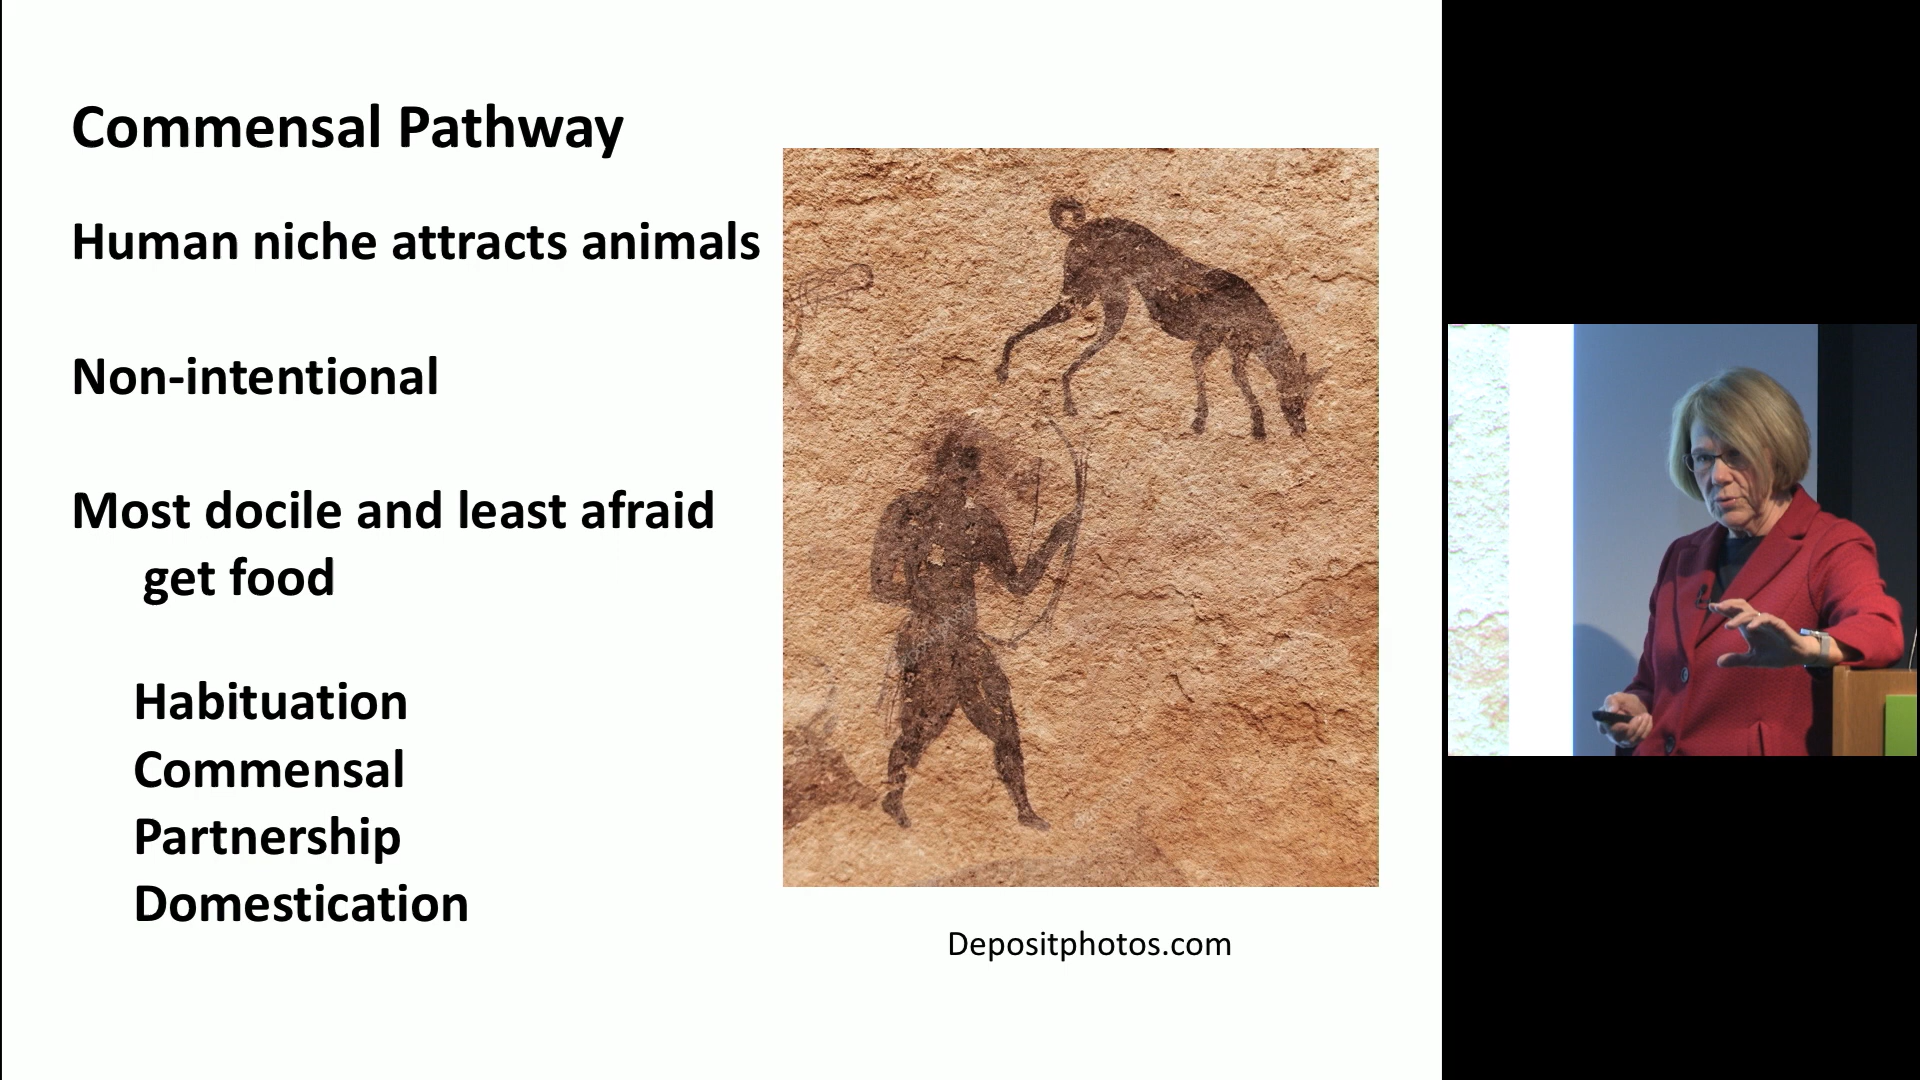 Commensal Pathway
Human niche attracts animals
Non-intentional
Most docile and least afraid
get food
Habituation
Commensal
Partnership
Domestication
Depositphotos.com